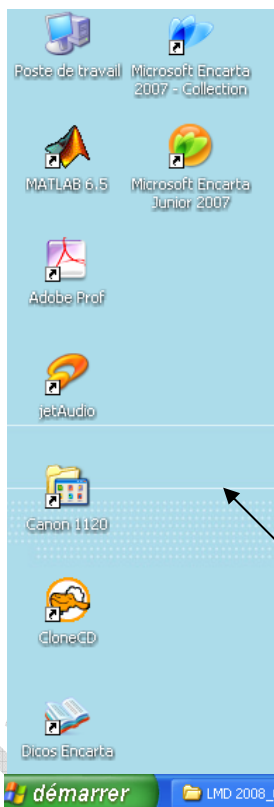 Poste de travail
Microsoft Encarta
2007 - Collection
MATLAB 6.5
Microsoft Encarta
Junior 2007
Adobe Prof
jetAudio
Canon 1120
CloneCD
Dicos Encarta
démarrer
LMD 2008